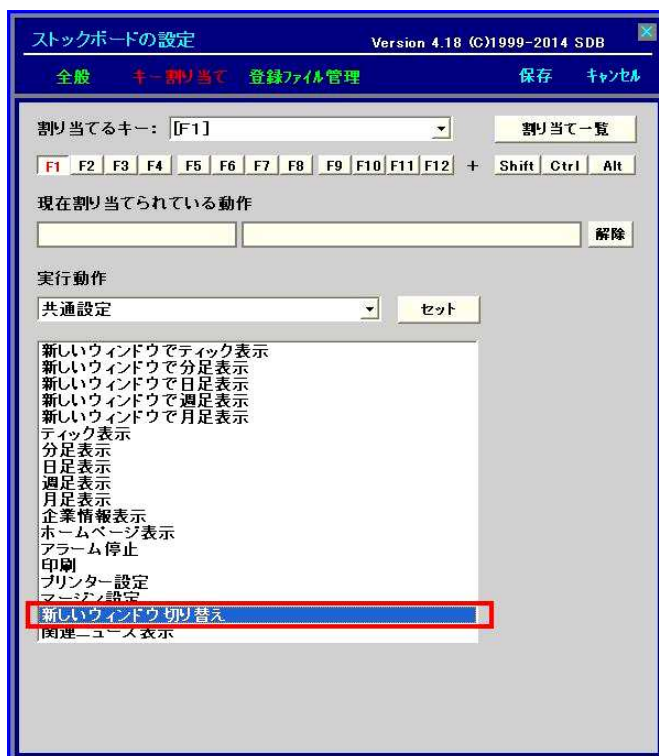 ストックボードの設定 Version 4.18 (C)1999-2014 SDB
全般 キー割り当て 登録ファイル管理 保存 キャンセル
割り当てるキー: [F1] 割り当て一覧
F1 F2 F3 F4 F5 F6 F7 F8 F9 F10 F11 F12 + Shift Ctrl Alt
現在割り当てられている動作
解除
実行動作
共通設定 セット
新しいウィンドウでティック表示
新しいウィンドウで分足表示
新しいウィンドウで日足表示
新しいウィンドウで週足表示
新しいウィンドウで月足表示
ティック表示
分足表示
日足表示
週足表示
月足表示
企業情報表示
ホームページ表示
アラーム停止
印刷
プリンター設定
マージン設定
新しいウィンドウ切り替え
関連ニュース表示